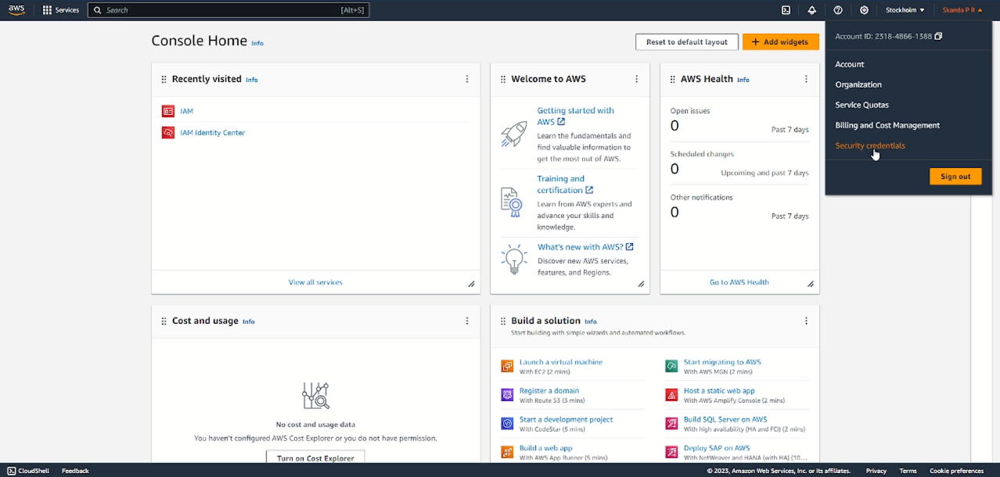 aws
Services
Search
[Alt+S]
Stockholm
Skanda P R
Account ID: 2318-4866-1388
Account
Organization
Service Quotas
Billing and Cost Management
Security credentials
Sign out
Console Home Info
Reset to default layout
Add widgets
Recently visited Info
IAM
IAM Identity Center
View all services
Welcome to AWS
Getting started with
AWS
Learn the fundamentals and
find valuable information to
get the most out of AWS.
Training and
certification
Learn from AWS experts and
advance your skills and
knowledge.
What's new with AWS?
Discover new AWS services,
features, and Regions.
AWS Health Info
Open issues
0
Past 7 days
Scheduled changes
0
Upcoming and past 7 days
Other notifications
0
Past 7 days
Go to AWS Health
Cost and usage Info
No cost and usage data
You haven't configured AWS Cost Explorer or you do not have permission.
Turn on Cost Explorer
Build a solution Info
Start building with simple wizards and automated workflows.
Launch a virtual machine
With EC2 (2 mins)
Register a domain
With Route 53 (3 mins)
Start a development project
With CodeStar (5 mins)
Build a web app
With AWS App Runner (5 mins)
Start migrating to AWS
With AWS MGN (2 mins)
Host a static web app
With AWS Amplify Console (2 mins)
Build SQL Server on AWS
With high availability (HA and FCI) (2 mins)
Deploy SAP on AWS
With NetWeaver and HANA (with HA) (10...
CloudShell
Feedback
© 2023, Amazon Web Services, Inc. or its affiliates.
Privacy
Terms
Cookie preferences